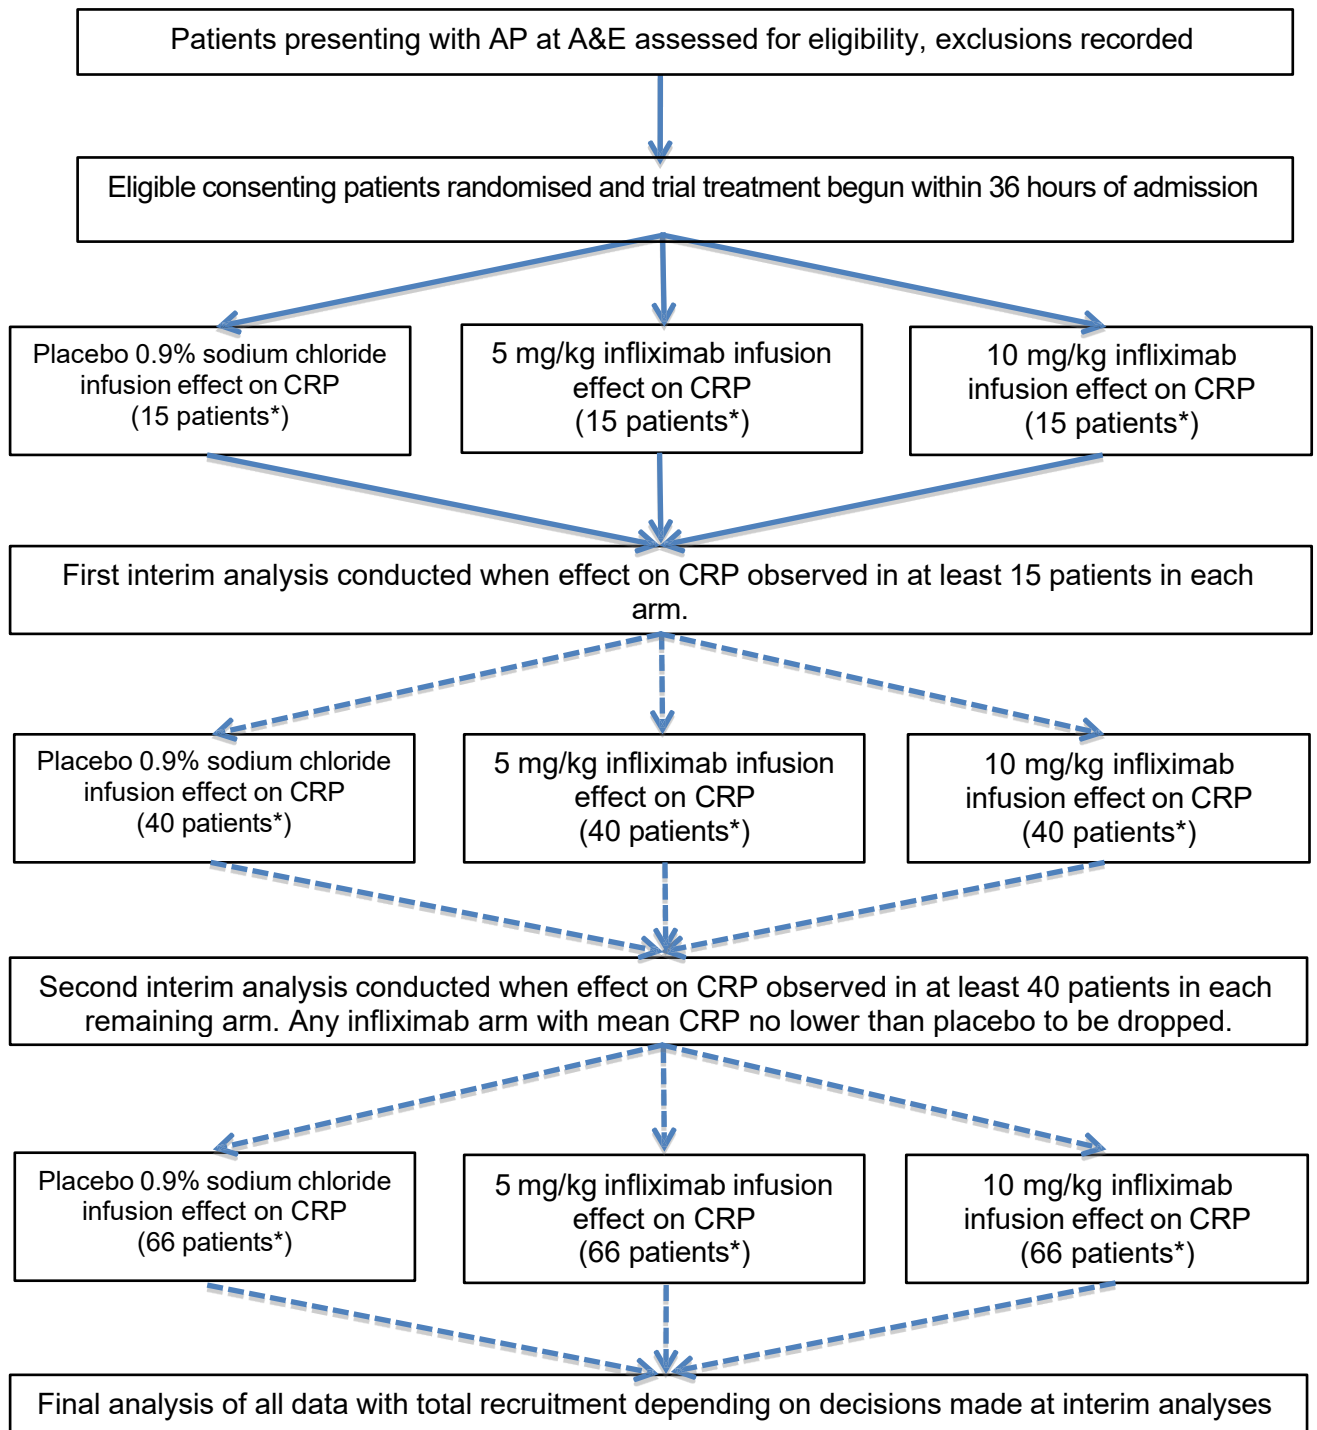 Patients presenting with AP at A&E assessed for eligibility, exclusions recorded
Eligible consenting patients randomised and trial treatment begun within 36 hours of admission
Placebo 0.9% sodium chloride
infusion effect on CRP
(15 patients*)
5 mg/kg infliximab infusion
effect on CRP
(15 patients*)
10 mg/kg infliximab
infusion effect on CRP
(15 patients*)
First interim analysis conducted when effect on CRP observed in at least 15 patients in each
arm.
Placebo 0.9% sodium chloride
infusion effect on CRP
(40 patients*)
5 mg/kg infliximab infusion
effect on CRP
(40 patients*)
10 mg/kg infliximab
infusion effect on CRP
(40 patients*)
Second interim analysis conducted when effect on CRP observed in at least 40 patients in each
remaining arm. Any infliximab arm with mean CRP no lower than placebo to be dropped.
Placebo 0.9% sodium chloride
infusion effect on CRP
(66 patients*)
5 mg/kg infliximab infusion
effect on CRP
(66 patients*)
10 mg/kg infliximab
infusion effect on CRP
(66 patients*)
Final analysis of all data with total recruitment depending on decisions made at interim analyses